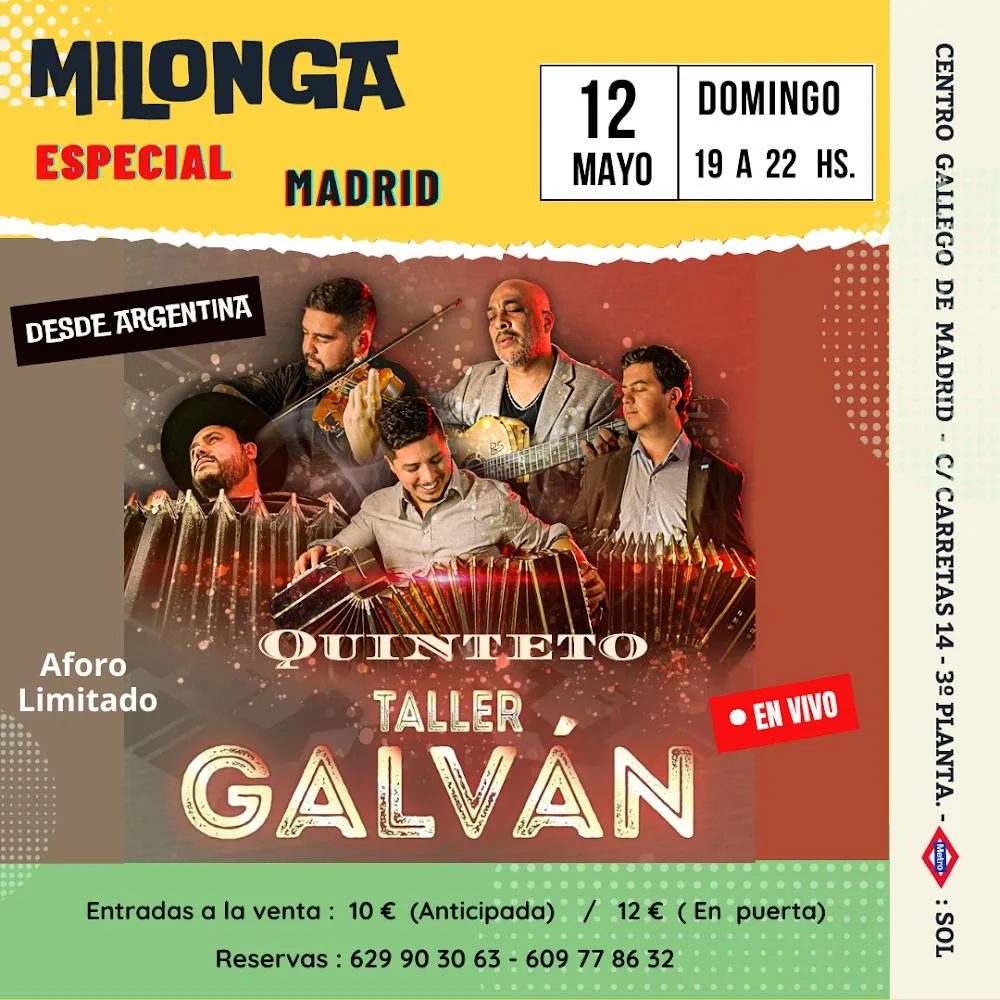 MILONGA
ESPECIAL
MADRID
12
MAYO
DOMINGO
19 A 22 HS.
DESDE ARGENTINA
QUINTETO
TALLER
GALVÁN
Aforo
Limitado
• EN VIVO
Entradas a la venta : 10 € (Anticipada) / 12 € ( En puerta)
Reservas : 629 90 30 63 - 609 77 86 32
CENTRO GALLEGO DE MADRID - C/ CARRETAS 14 - 3º PLANTA. - Metro : SOL